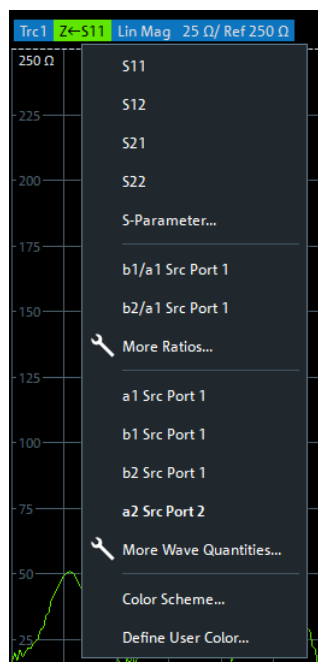 Trc1 Z←S11 Lin Mag 25 Ω/ Ref 250 Ω
250 Ω
S11
S12
225
S21
200
S22
S-Parameter...
175
b1/a1 Src Port 1
150
b2/a1 Src Port 1
More Ratios...
125
a1 Src Port 1
100
b1 Src Port 1
b2 Src Port 1
75
a2 Src Port 2
More Wave Quantities...
50
Color Scheme...
25
Define User Color...